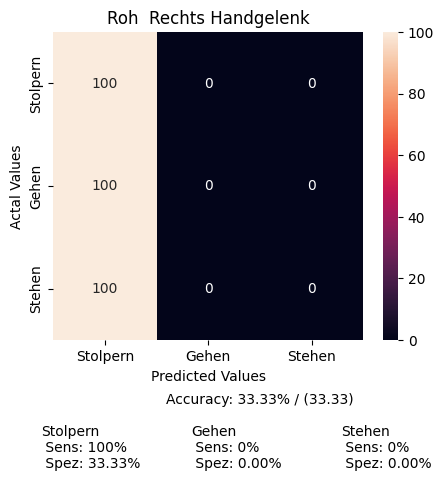 Roh  Rechts Handgelenk
Actal Values
Stolpern
100
0
0
Gehen
100
0
0
Stehen
100
0
0
Stolpern
Gehen
Stehen
Predicted Values
100
80
60
40
20
0
Accuracy: 33.33% / (33.33)
Stolpern
Sens: 100%
Spez: 33.33%
Gehen
Sens: 0%
Spez: 0.00%
Stehen
Sens: 0%
Spez: 0.00%